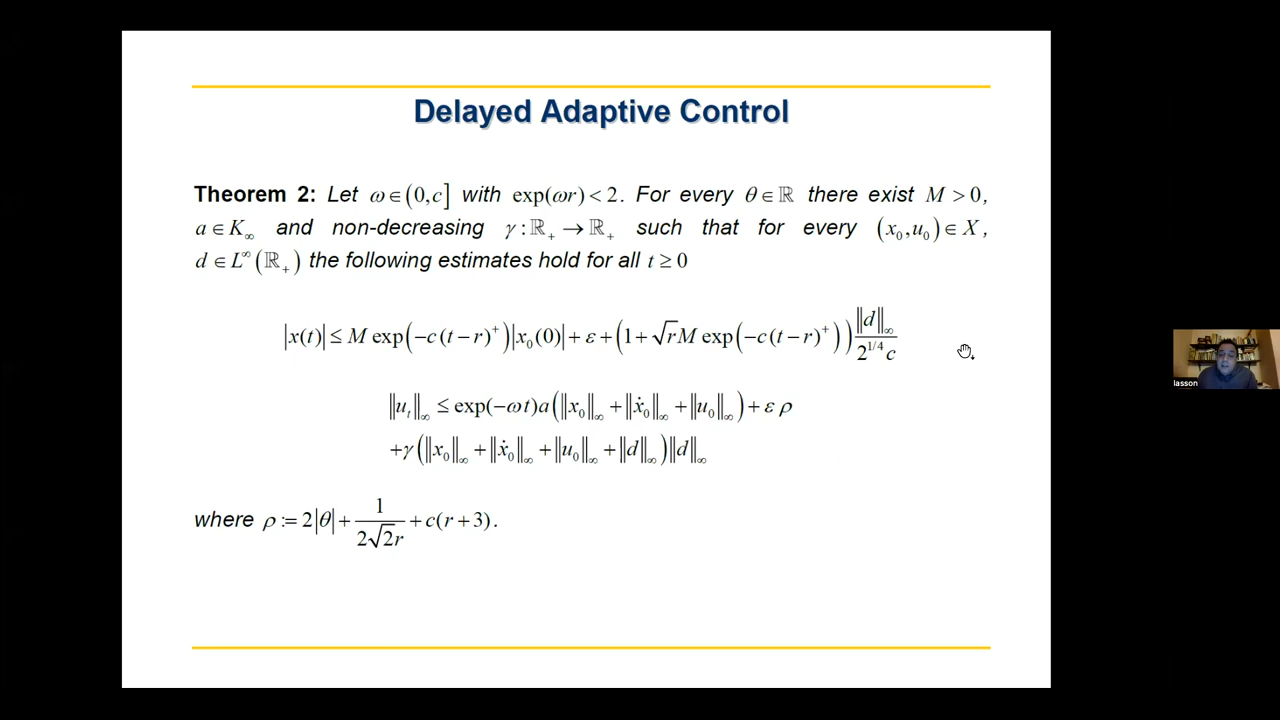 Delayed Adaptive Control
Theorem 2: Let ω∈(0,c] with exp(ωr)<2. For every θ∈ℝ there exist M>0,
a∈K∞ and non-decreasing γ:ℝ₊→ℝ₊ such that for every (x₀,u₀)∈X,
d∈L^∞(ℝ₊) the following estimates hold for all t≥0
|x(t)| ≤ M exp(−c(t−r)⁺)|x₀(0)| + ε + (1+√r M exp(−c(t−r)⁺)) ‖d‖∞ / (2^{1/4} c)
‖u_t‖∞ ≤ exp(−ωt)a(‖x₀‖∞ + ‖ẋ₀‖∞ + ‖u₀‖∞) + ε ρ
+γ(‖x₀‖∞ + ‖ẋ₀‖∞ + ‖u₀‖∞ + ‖d‖∞)‖d‖∞
where ρ := 2|θ| + 1/(2√2r) + c(r+3).
lasson